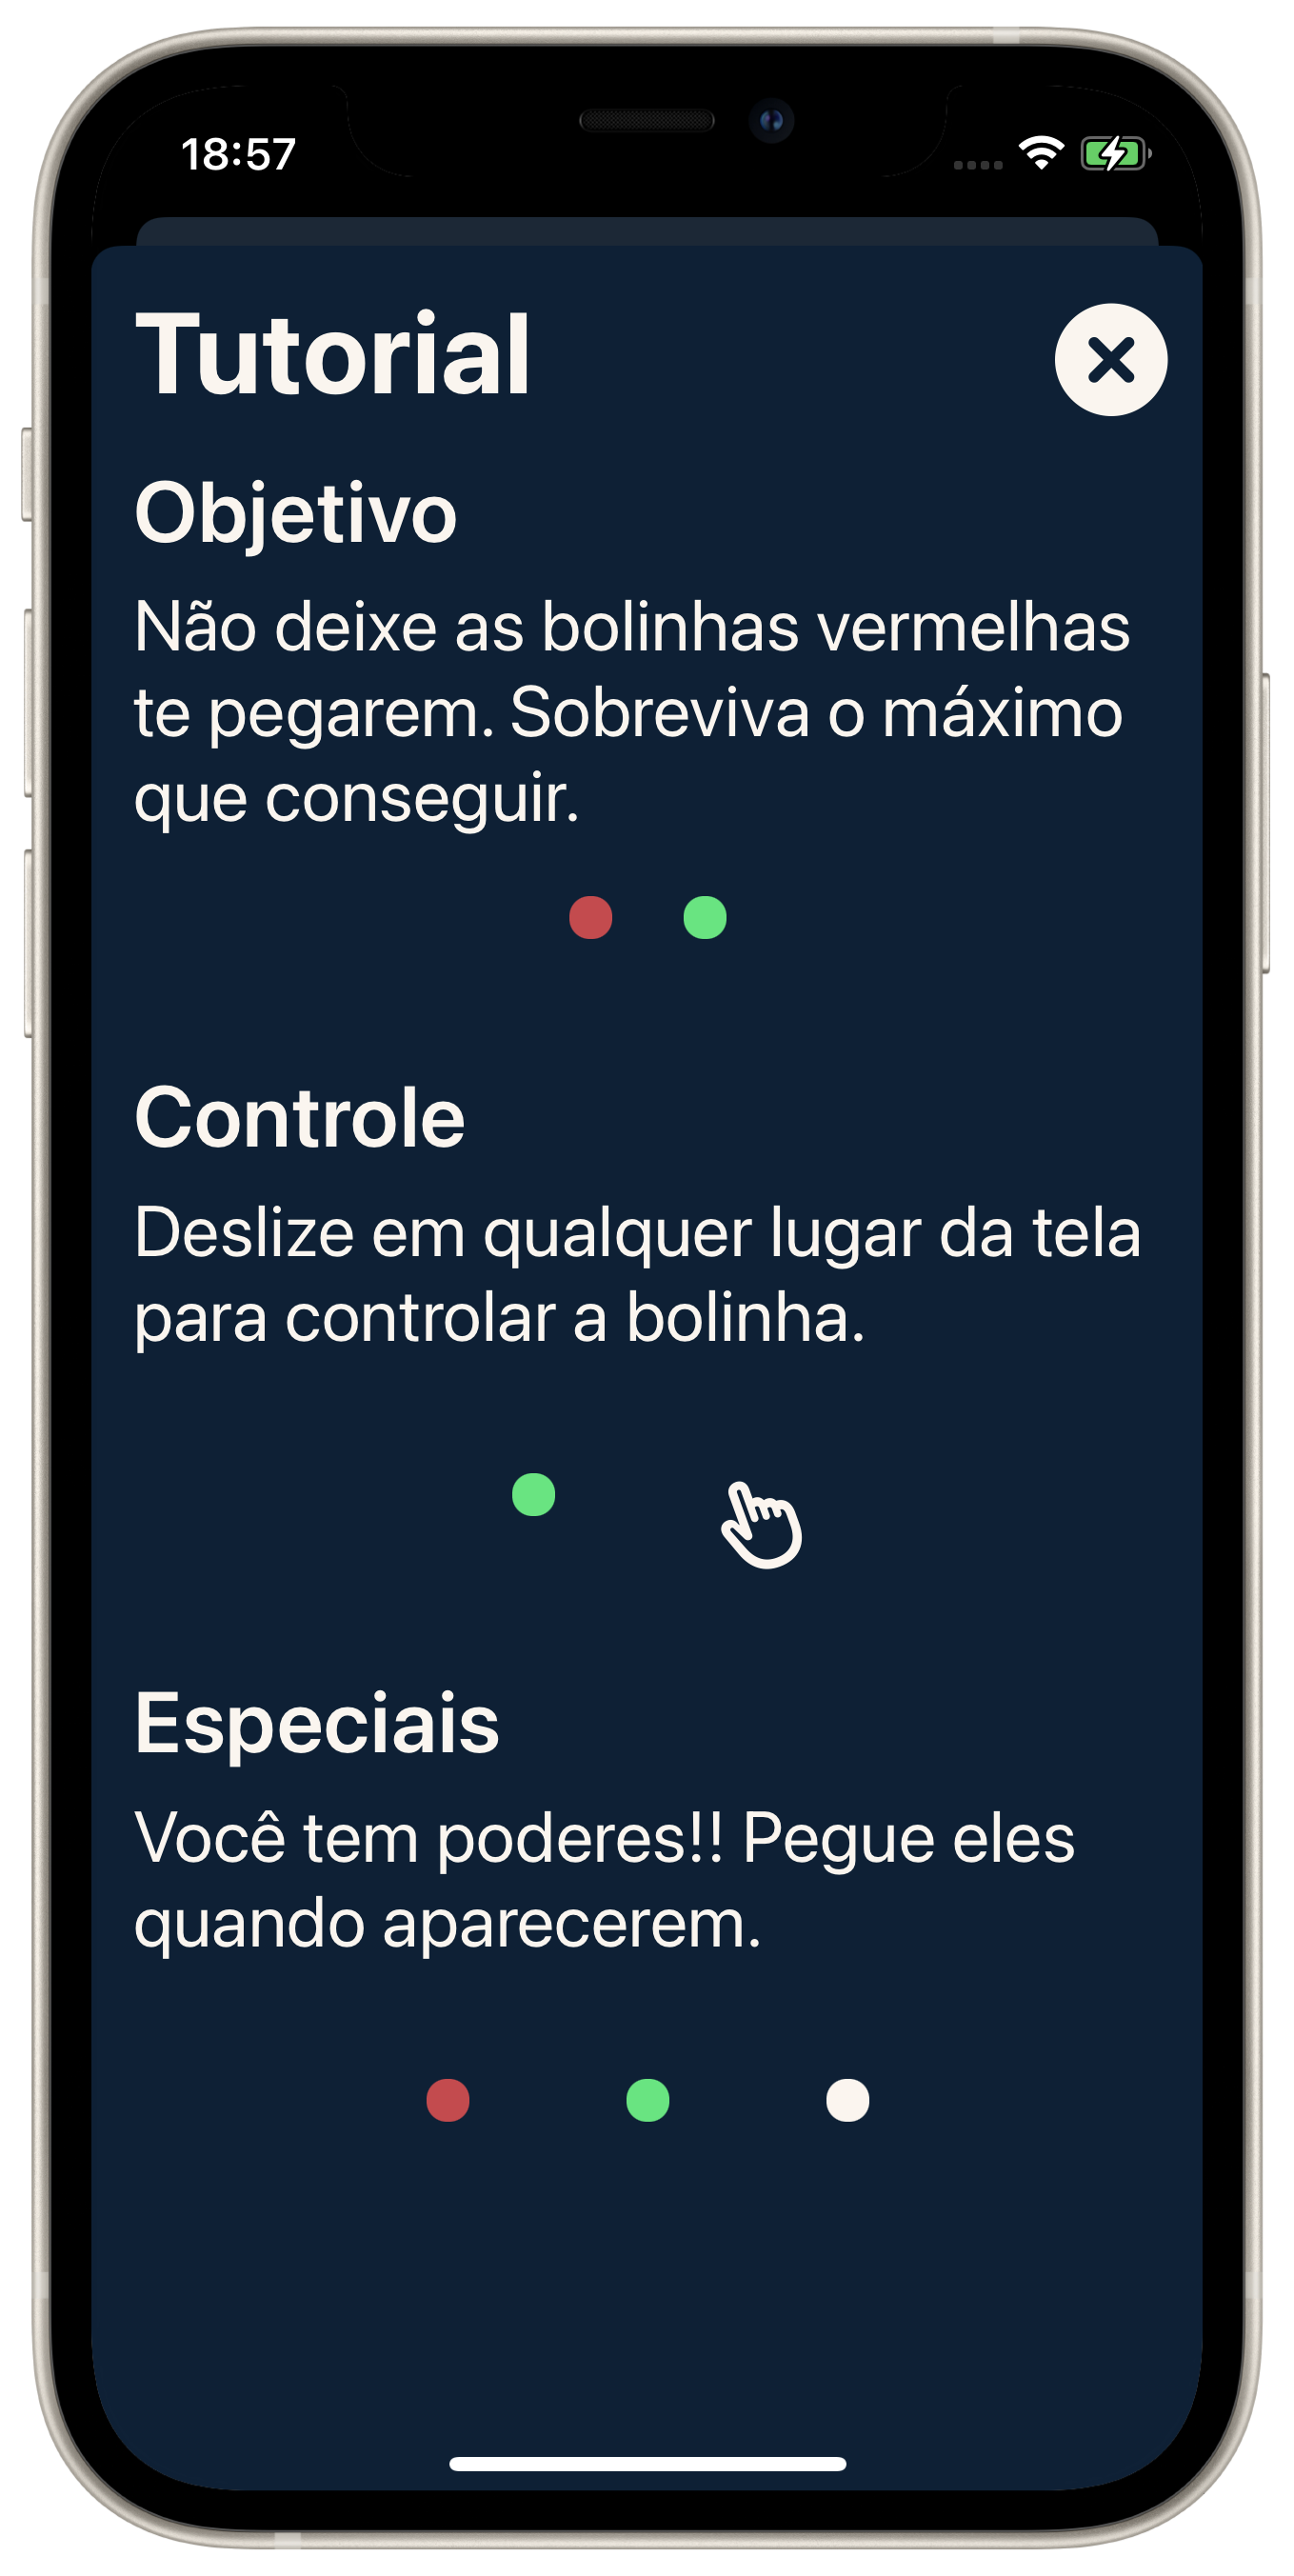 18:57
Tutorial
Objetivo
Não deixe as bolinhas vermelhas
te pegarem. Sobreviva o máximo
que conseguir.
Controle
Deslize em qualquer lugar da tela
para controlar a bolinha.
Especiais
Você tem poderes!! Pegue eles
quando aparecerem.